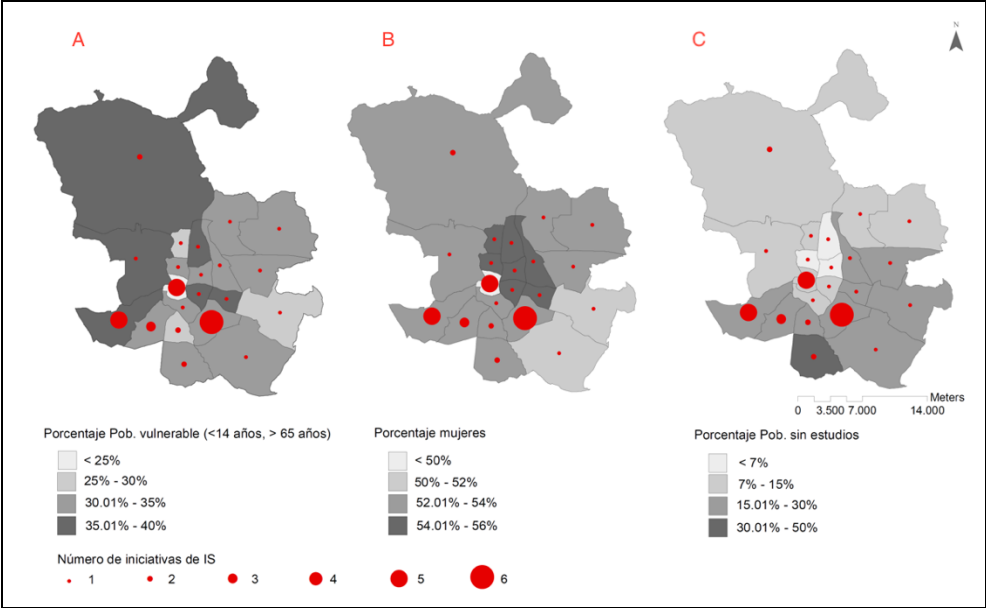 A
B
C
N
Meters
0 3.500 7.000 14.000
Porcentaje Pob. vulnerable (<14 años, > 65 años)
< 25%
25% - 30%
30.01% - 35%
35.01% - 40%
Porcentaje mujeres
< 50%
50% - 52%
52.01% - 54%
54.01% - 56%
Porcentaje Pob. sin estudios
< 7%
7% - 15%
15.01% - 30%
30.01% - 50%
Número de iniciativas de IS
1 2 3 4 5 6